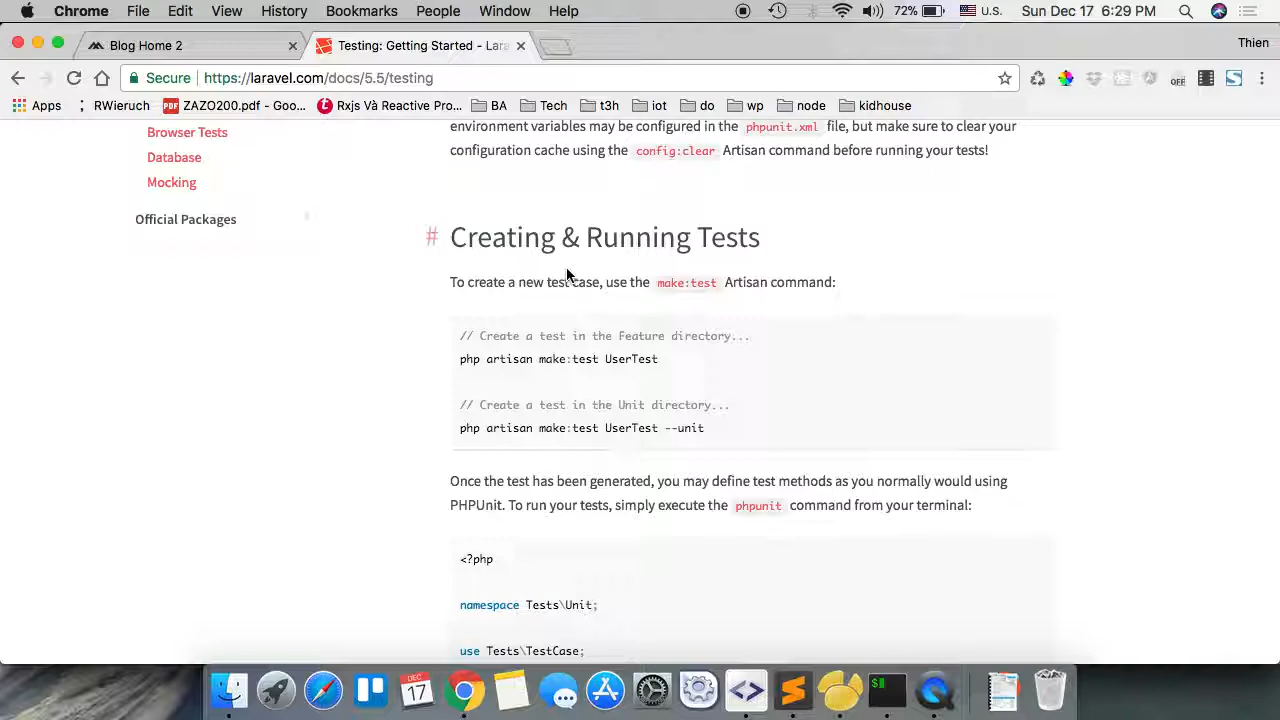 Chrome File Edit View History Bookmarks People Window Help 72% U.S. Sun Dec 17 6:29 PM
Blog Home 2 Testing: Getting Started - Lara Thien
Secure https://laravel.com/docs/5.5/testing OFF
Apps RWieruch PDF ZAZO200.pdf - Goo... Rxjs Và Reactive Pro... BA Tech t3h iot do wp node kidhouse
Browser Tests
Database
Mocking
Official Packages
environment variables may be configured in the phpunit.xml file, but make sure to clear your
configuration cache using the config:clear Artisan command before running your tests!
# Creating & Running Tests
To create a new test case, use the make:test Artisan command:
// Create a test in the Feature directory...
php artisan make:test UserTest
// Create a test in the Unit directory...
php artisan make:test UserTest --unit
Once the test has been generated, you may define test methods as you normally would using
PHPUnit. To run your tests, simply execute the phpunit command from your terminal:
<?php
namespace Tests\Unit;
use Tests\TestCase;
DEC
17